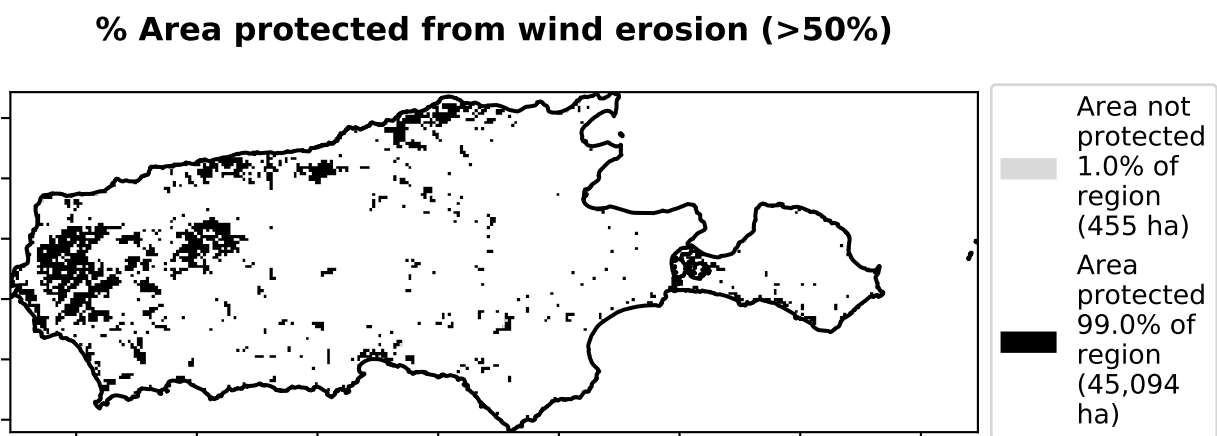 % Area protected from wind erosion (>50%)
Area not
protected
1.0% of
region
(455 ha)
Area
protected
99.0% of
region
(45,094
ha)